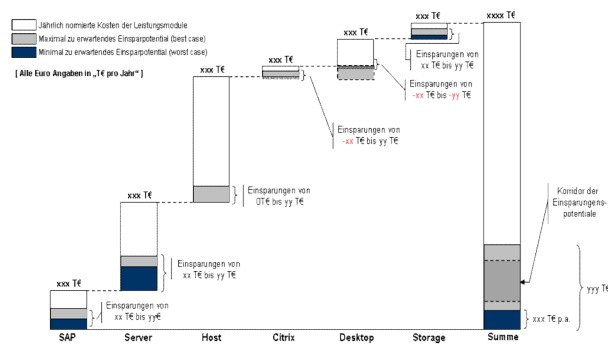 Jährlich normierte Kosten der Leistungsmodule
Maximal zu erwartendes Einsparpotential (best case)
Minimal zu erwartendes Einsparpotential (worst case)
[ Alle Euro Angaben in „T€ pro Jahr“ ]
xxx T€
xxx T€
xxx T€
xxx T€
xxx T€
xxx T€
xxxx T€
Einsparungen von
xx T€ bis yy T€
Einsparungen von
-xx T€ bis -yy T€
Einsparungen von
-xx T€ bis yy T€
Einsparungen von
0T€ bis yy T€
Einsparungen von
xx T€ bis yy T€
Einsparungen von
xx T€ bis yy€
Korridor der
Einsparungens-
potentiale
yyy T€
xxx T€ p.a.
SAP
Server
Host
Citrix
Desktop
Storage
Summe